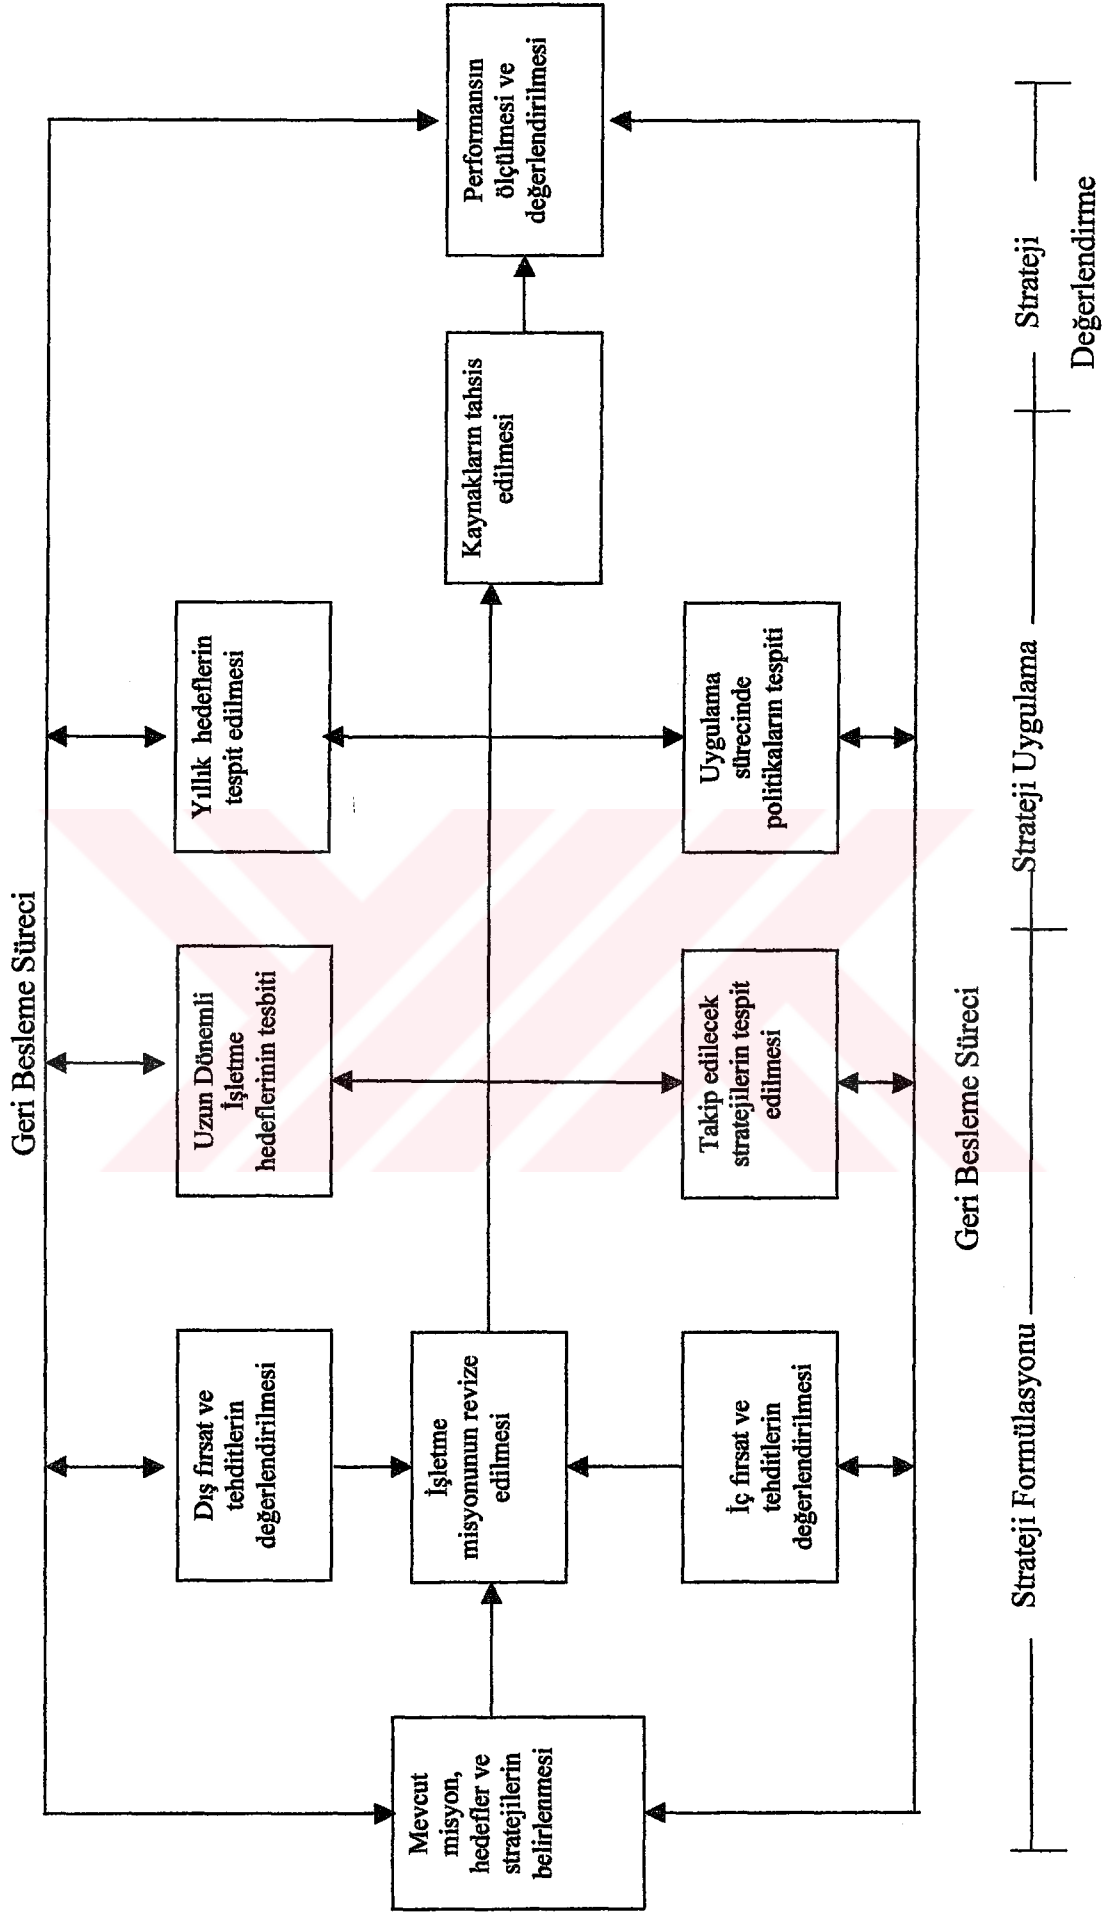 Geri Besleme Süreci
Mevcut
misyon,
hedefler ve
stratejilerin
belirlenmesi
Dış fırsat ve
tehditlerin
değerlendirilmesi
İşletme
misyonunun revize
edilmesi
İç fırsat ve
tehditlerin
değerlendirilmesi
Uzun Dönemli
İşletme
hedeflerinin tesbiti
Takip edilecek
stratejilerin tespit
edilmesi
Yıllık hedeflerin
tespit edilmesi
Uygulama
sürecinde
politikaların tespiti
Kaynakların tahsis
edilmesi
Performansın
ölçülmesi ve
değerlendirilmesi
Geri Besleme Süreci
Strateji Formülasyonu
Strateji Uygulama
Strateji
Değerlendirme